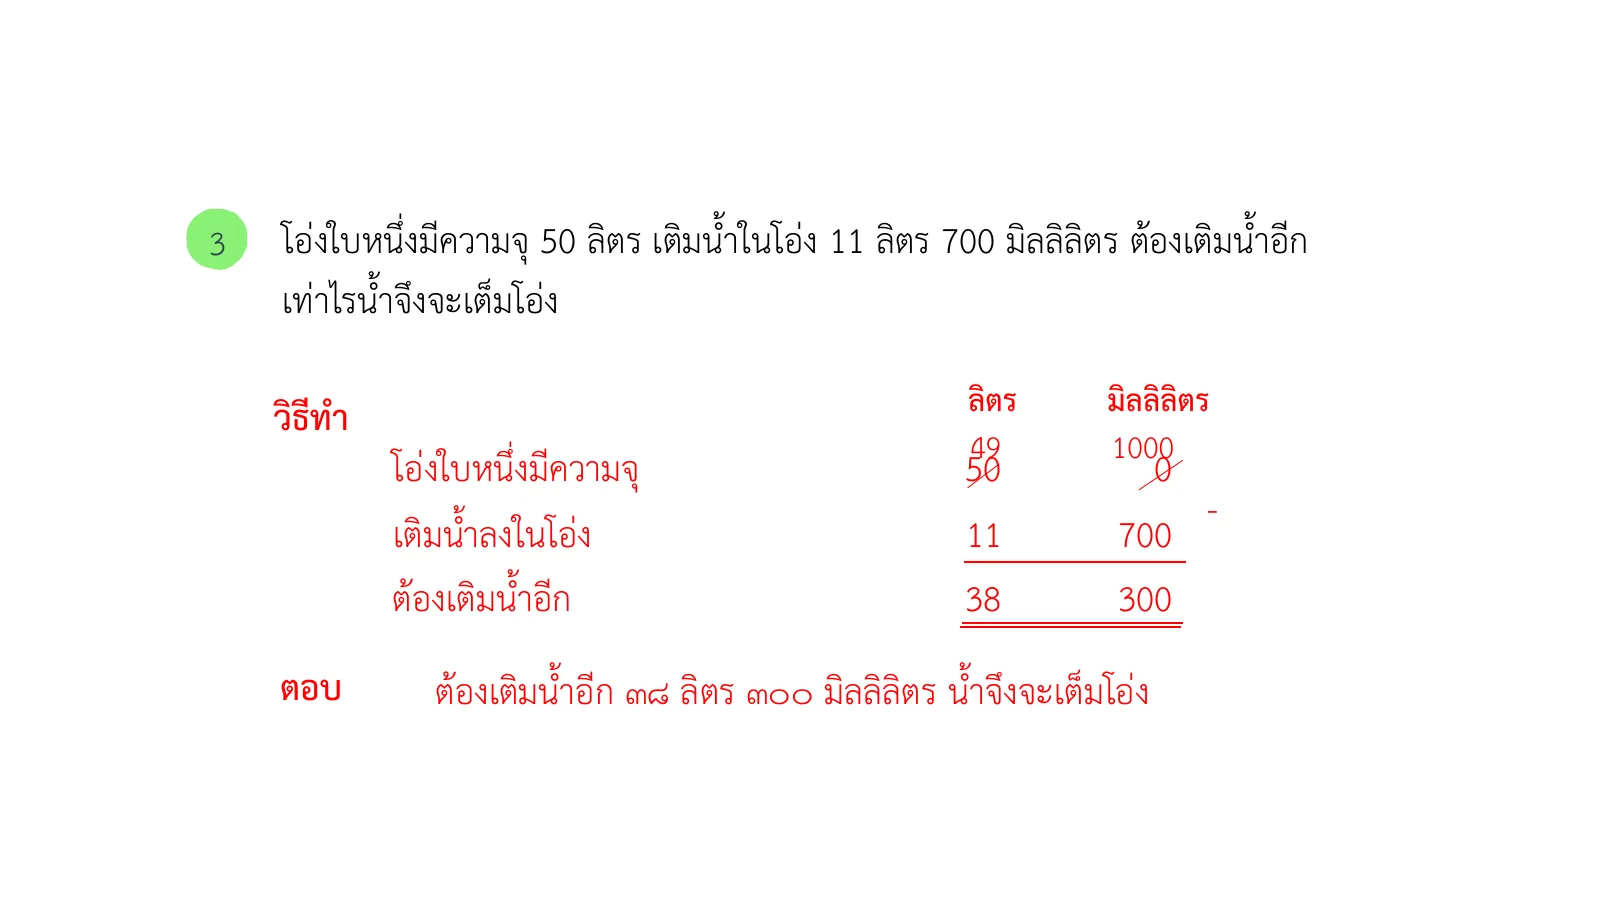 3 โอ่งใบหนึ่งมีความจุ 50 ลิตร เติมน้ำในโอ่ง 11 ลิตร 700 มิลลิลิตร ต้องเติมน้ำอีก
เท่าไรน้ำจึงจะเต็มโอ่ง
ลิตร มิลลิลิตร
วิธีทำ
49 1000
โอ่งใบหนึ่งมีความจุ 50 0
-
เติมน้ำลงในโอ่ง 11 700
ต้องเติมน้ำอีก 38 300
ตอบ ต้องเติมน้ำอีก ๓๘ ลิตร ๓๐๐ มิลลิลิตร น้ำจึงจะเต็มโอ่ง